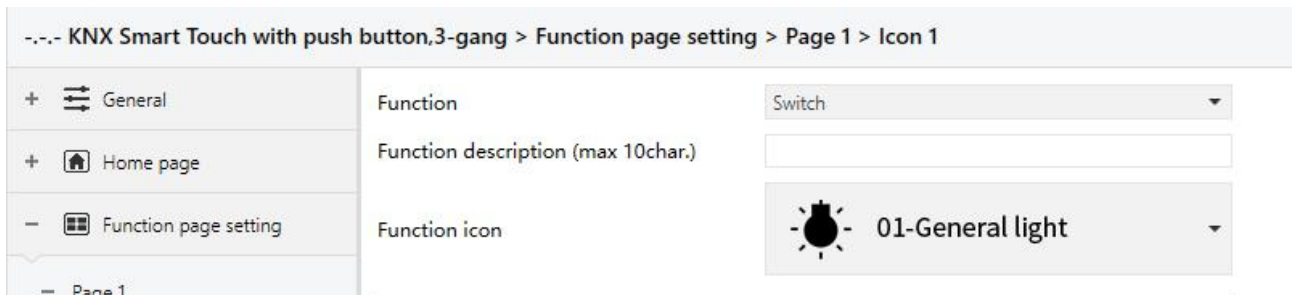 -.-.- KNX Smart Touch with push button,3-gang > Function page setting > Page 1 > Icon 1
+ General
Function
Switch
Function description (max 10char.)
+ Home page
− Function page setting
Function icon
01-General light
− Page 1